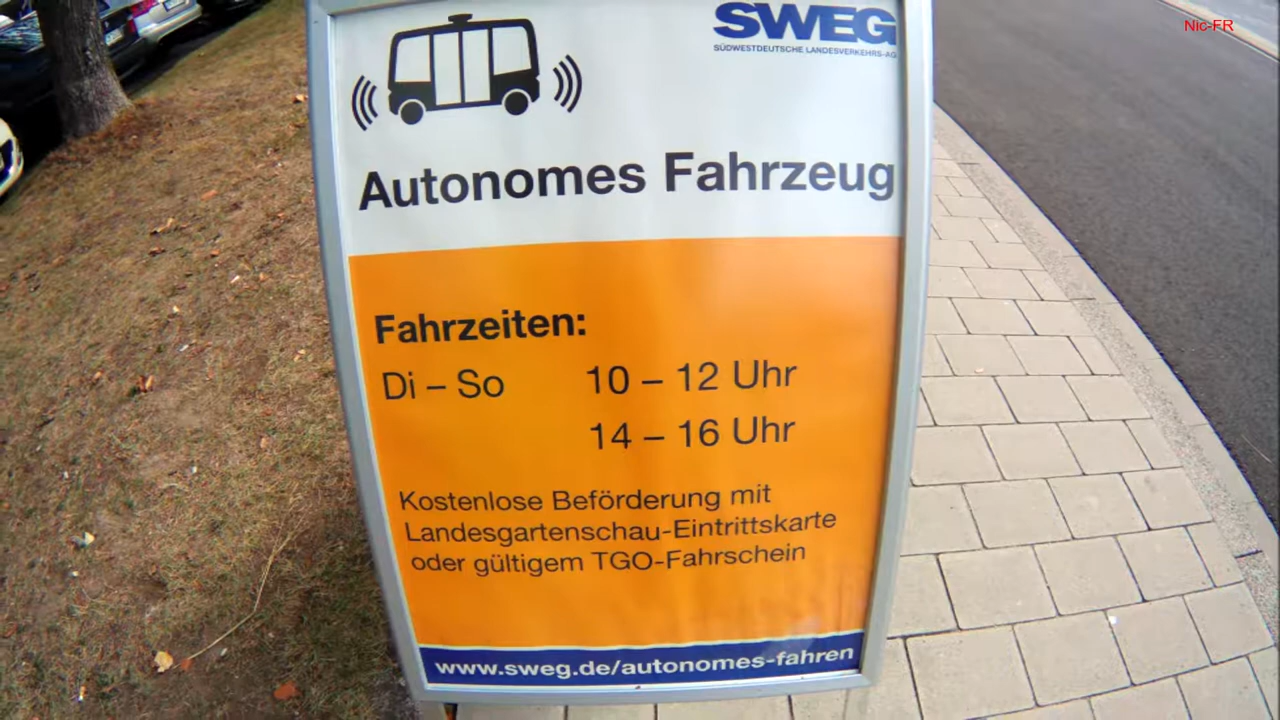 Nic-FR
SWEG
SÜDWESTDEUTSCHE LANDESVERKEHRS-AG
Autonomes Fahrzeug
Fahrzeiten:
Di – So 10 – 12 Uhr
14 – 16 Uhr
Kostenlose Beförderung mit
Landesgartenschau-Eintrittskarte
oder gültigem TGO-Fahrschein
www.sweg.de/autonomes-fahren